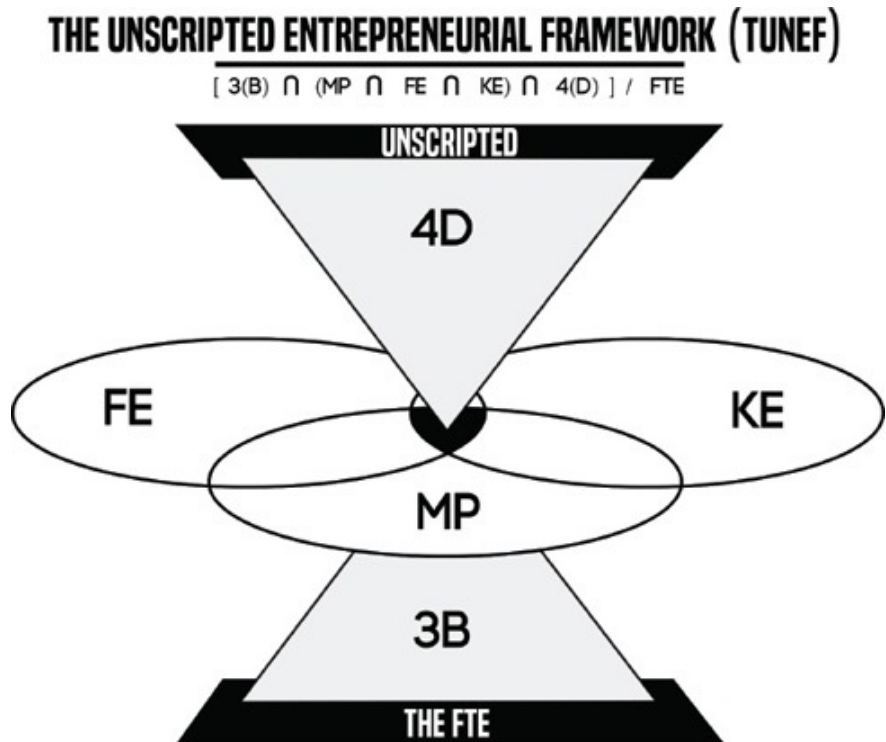 THE UNSCRIPTED ENTREPRENEURIAL FRAMEWORK (TUNEF)
[ 3(B) ∩ (MP ∩ FE ∩ KE) ∩ 4(D) ] / FTE
UNSCRIPTED
4D
FE
KE
MP
3B
THE FTE